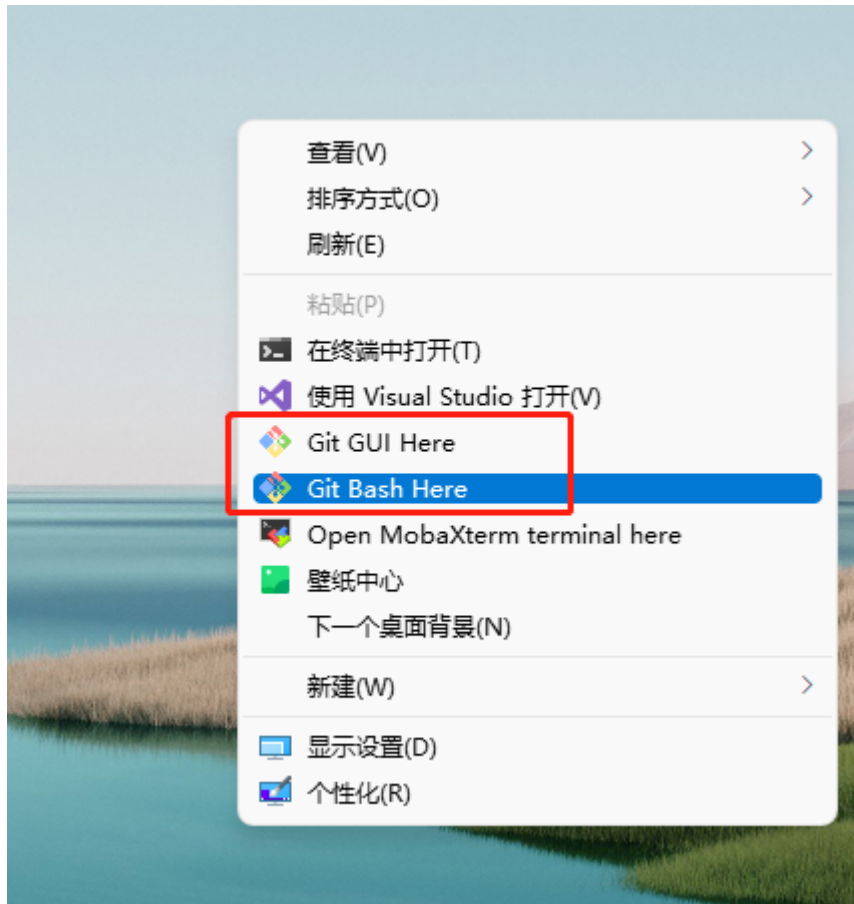 查看(V)
排序方式(O)
刷新(E)
粘贴(P)
在终端中打开(T)
使用 Visual Studio 打开(V)
Git GUI Here
Git Bash Here
Open MobaXterm terminal here
壁纸中心
下一个桌面背景(N)
新建(W)
显示设置(D)
个性化(R)